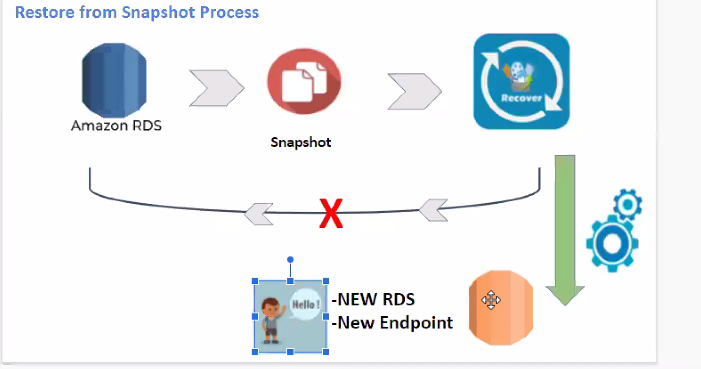 Restore from Snapshot Process
Amazon RDS
Snapshot
Recover
X
Hello !
-NEW RDS
-New Endpoint